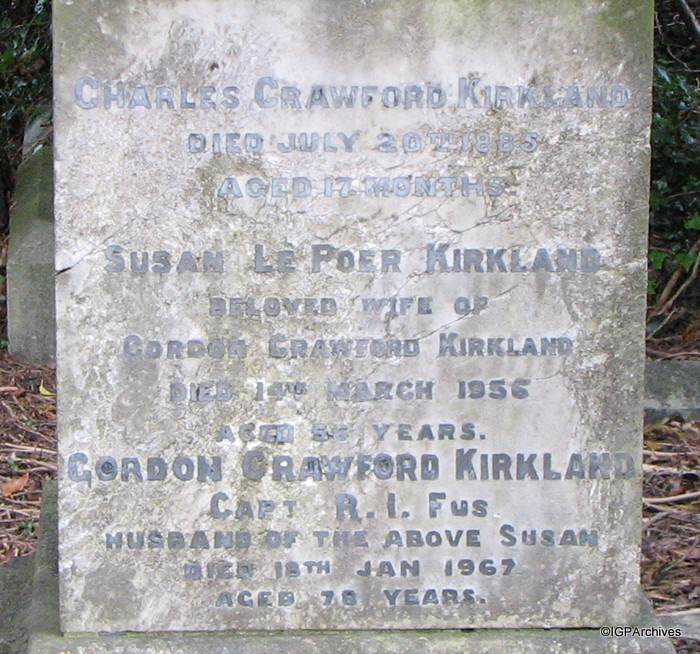 Charles Crawford Kirkland
Died July 20th 1885
Aged 17 Months
Susan Le Poer Kirkland
Beloved Wife of
Gordon Crawford Kirkland
Died 14th March 1956
Aged 56 Years.
Gordon Crawford Kirkland
Capt R. I. Fus
Husband of the above Susan
Died 18th Jan 1967
Aged 78 Years.
©IGPArchives